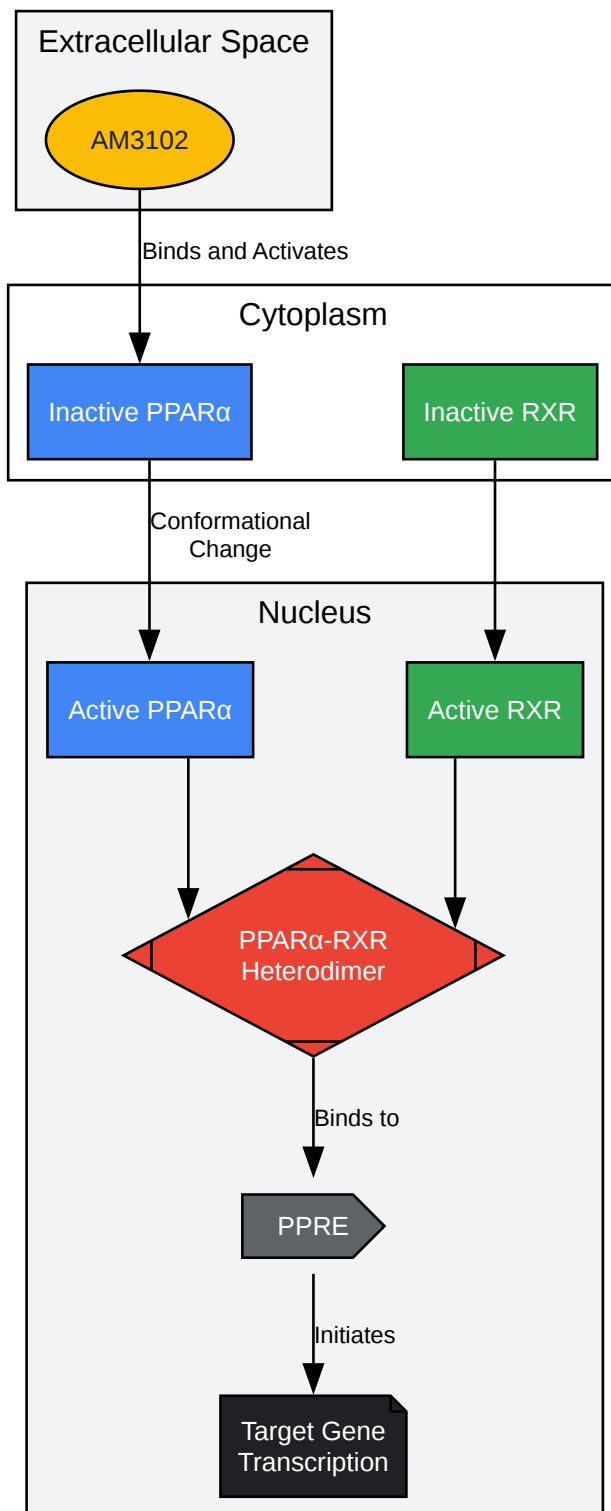 Extracellular Space
AM3102
Binds and Activates
Cytoplasm
Inactive PPARα
Inactive RXR
Conformational
Change
Nucleus
Active PPARα
Active RXR
PPARα-RXR
Heterodimer
Binds to
PPRE
Initiates
Target Gene
Transcription